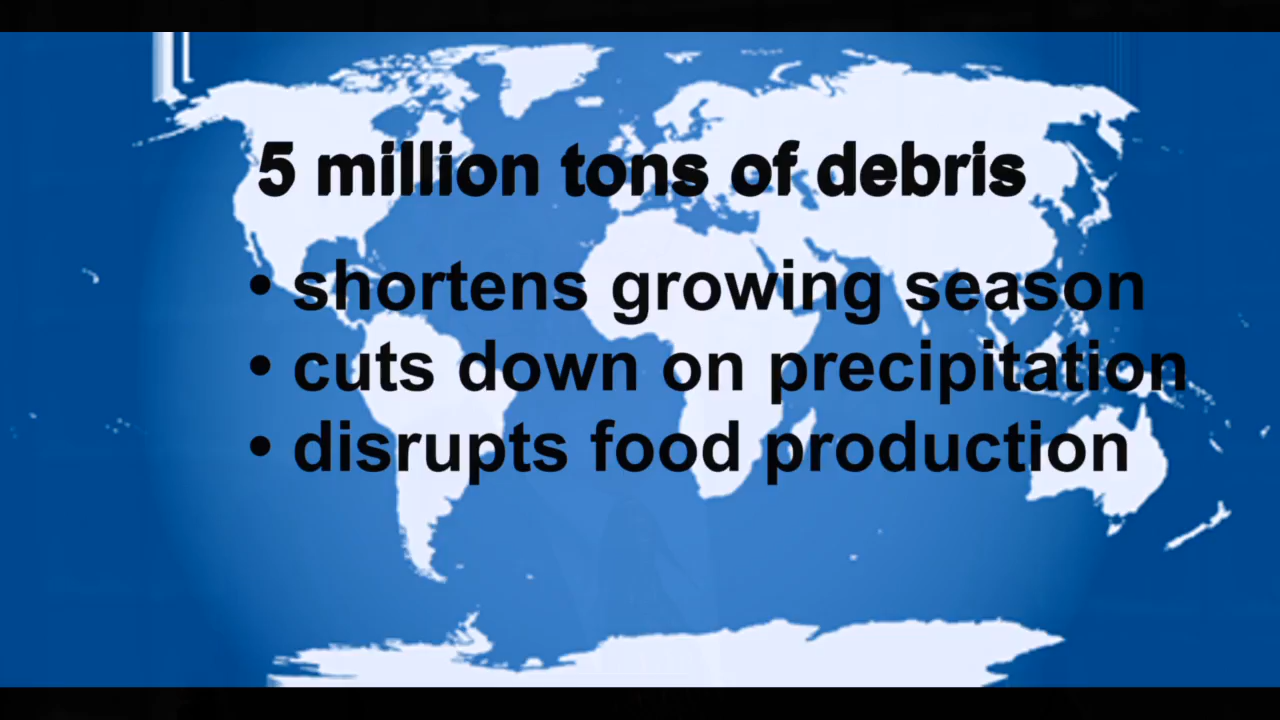 5 million tons of debris
• shortens growing season
• cuts down on precipitation
• disrupts food production